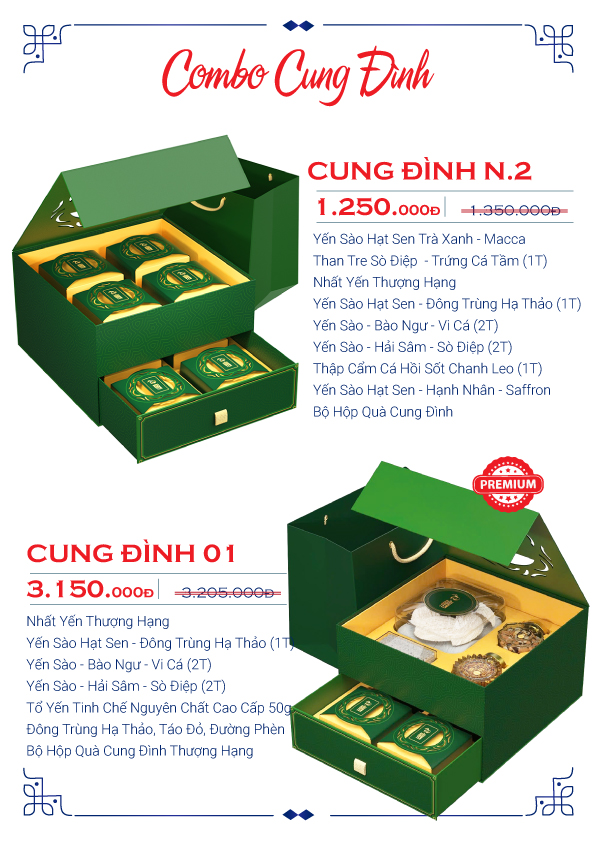 Combo Cung Đình
CUNG ĐÌNH N.2
1.250.000Đ 1.350.000Đ
Yến Sào Hạt Sen Trà Xanh - Macca
Than Tre Sò Điệp - Trứng Cá Tầm (1T)
Nhất Yến Thượng Hạng
Yến Sào Hạt Sen - Đông Trùng Hạ Thảo (1T)
Yến Sào - Bào Ngư - Vi Cá (2T)
Yến Sào - Hải Sâm - Sò Điệp (2T)
Thập Cẩm Cá Hồi Sốt Chanh Leo (1T)
Yến Sào Hạt Sen - Hạnh Nhân - Saffron
Bộ Hộp Quà Cung Đình
PREMIUM
CUNG ĐÌNH 01
3.150.000Đ 3.205.000Đ
Nhất Yến Thượng Hạng
Yến Sào Hạt Sen - Đông Trùng Hạ Thảo (1T)
Yến Sào - Bào Ngư - Vi Cá (2T)
Yến Sào - Hải Sâm - Sò Điệp (2T)
Tổ Yến Tinh Chế Nguyên Chất Cao Cấp 50g
Đông Trùng Hạ Thảo, Táo Đỏ, Đường Phèn
Bộ Hộp Quà Cung Đình Thượng Hạng